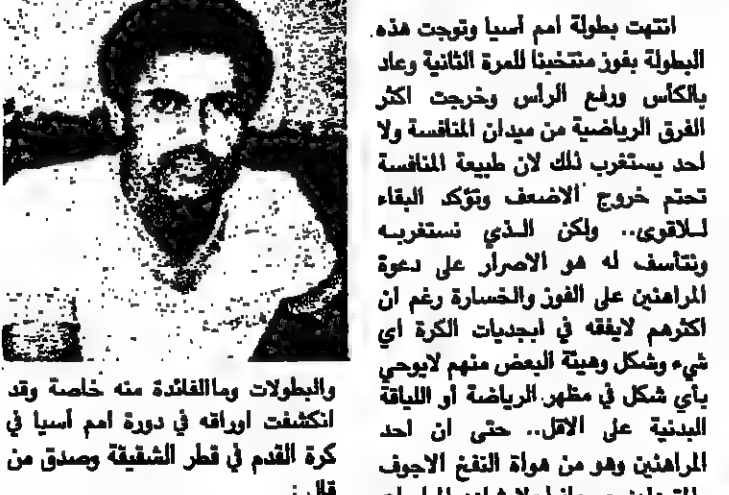 انتهت بطولة امم آسيا وتوجت هذه
البطولة بفوز منتخبنا للمرة الثانية وعاد
بالكأس ورفع الرأس وخرجت اكثر
الفرق الرياضية من ميدان المنافسة ولا
احد يستغرب ذلك لان طبيعة المنافسة
تحتم خروج الاضعف وتؤكد البقاء
لـلاقوى.. ولكن الـذي نستغربـه
ونتأسف له هو الاصرار على دعوة
المراهنين على الفوز والخسارة رغم ان
اكثرهم لايفقه في ابجديات الكرة اي
شيء وشكل وهيئة البعض منهم لايوحي
بأي شكل في مظهر الرياضة أو اللياقة
البدنية على الاقل.. حتى ان احد
المراهنين وهو من هواة النفخ الاجوف
والبطولات وماالفائدة منه خاصة وقد
انكشفت اوراقه في دورة امم آسيا في
كرة القدم في قطر الشقيقة وصدق من
قال: